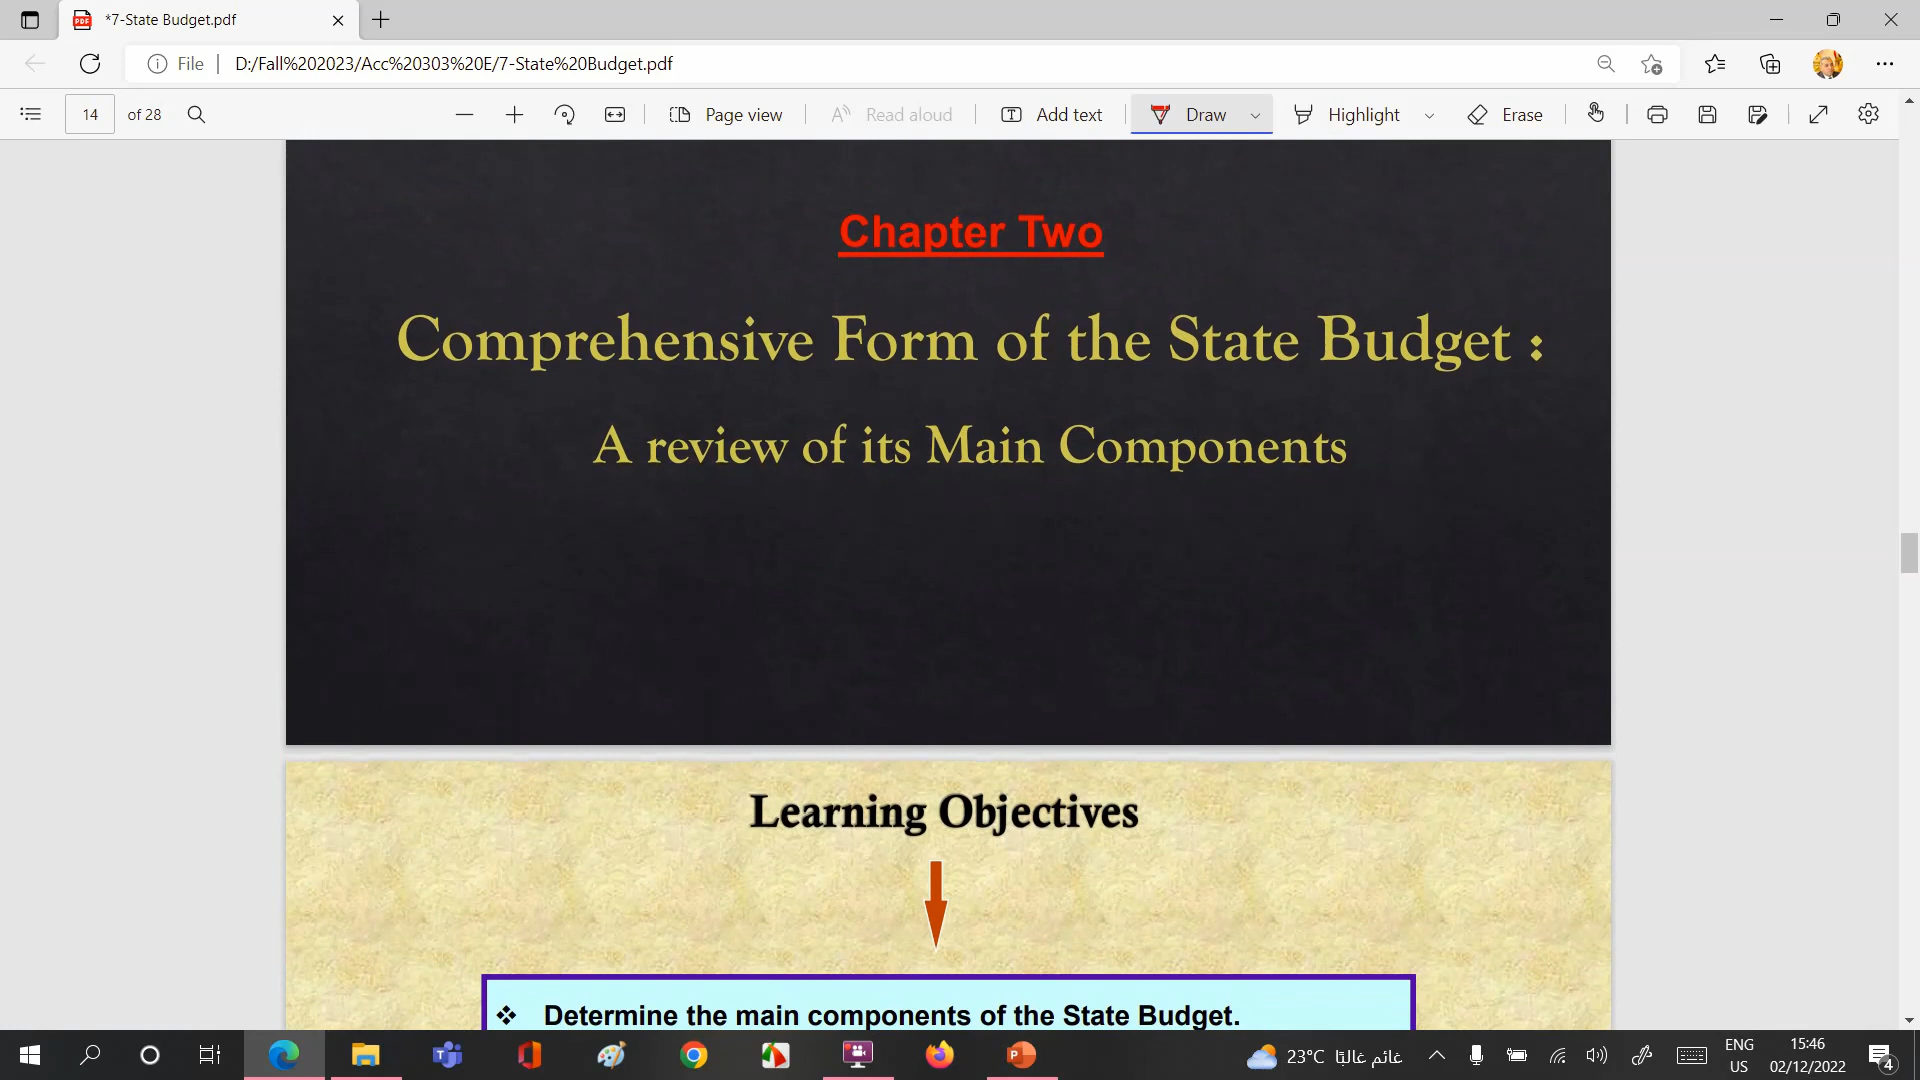 *7-State Budget.pdf
File
D:/Fall%202023/Acc%20303%20E/7-State%20Budget.pdf
14 of 28
Page view
Read aloud
Add text
Draw
Highlight
Erase
Chapter Two
Comprehensive Form of the State Budget :
A review of its Main Components
Learning Objectives
❖ Determine the main components of the State Budget.
23°C غائم غالبًا
ENG
US
15:46
02/12/2022
4